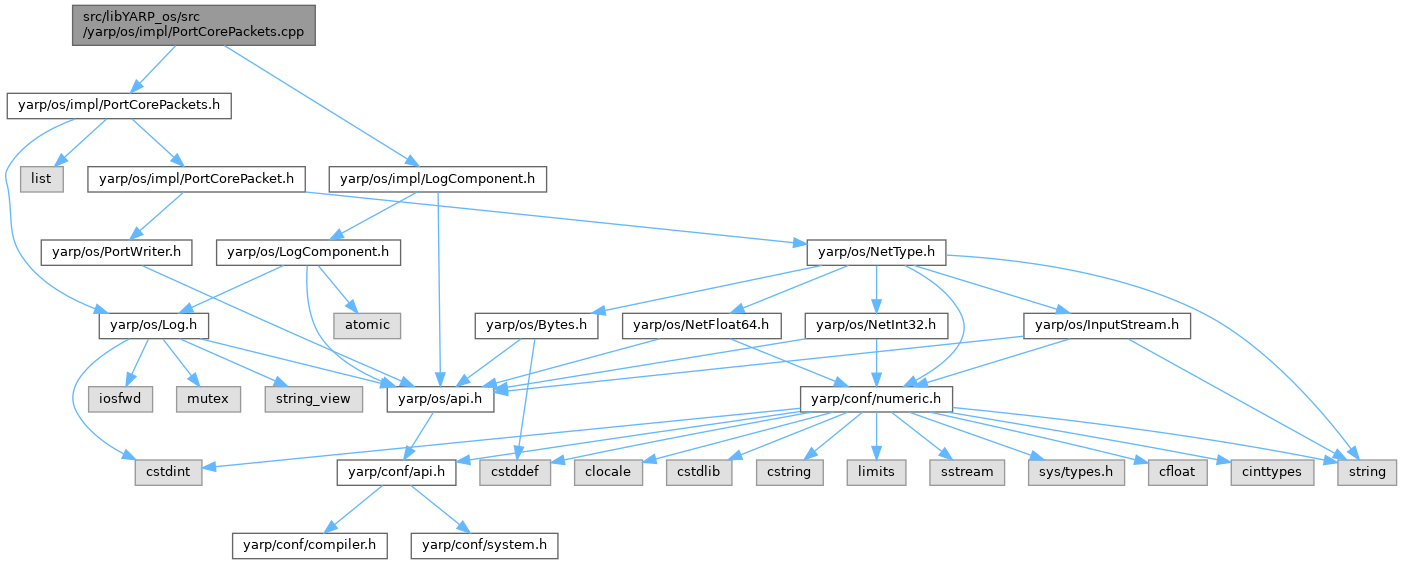 src/libYARP_os/src
/yarp/os/impl/PortCorePackets.cpp
yarp/os/impl/PortCorePackets.h
list
yarp/os/impl/PortCorePacket.h
yarp/os/impl/LogComponent.h
yarp/os/PortWriter.h
yarp/os/LogComponent.h
yarp/os/NetType.h
yarp/os/Log.h
atomic
yarp/os/Bytes.h
yarp/os/NetFloat64.h
yarp/os/NetInt32.h
yarp/os/InputStream.h
iosfwd
mutex
string_view
yarp/os/api.h
yarp/conf/numeric.h
cstdint
yarp/conf/api.h
cstddef
clocale
cstdlib
cstring
limits
sstream
sys/types.h
cfloat
cinttypes
string
yarp/conf/compiler.h
yarp/conf/system.h